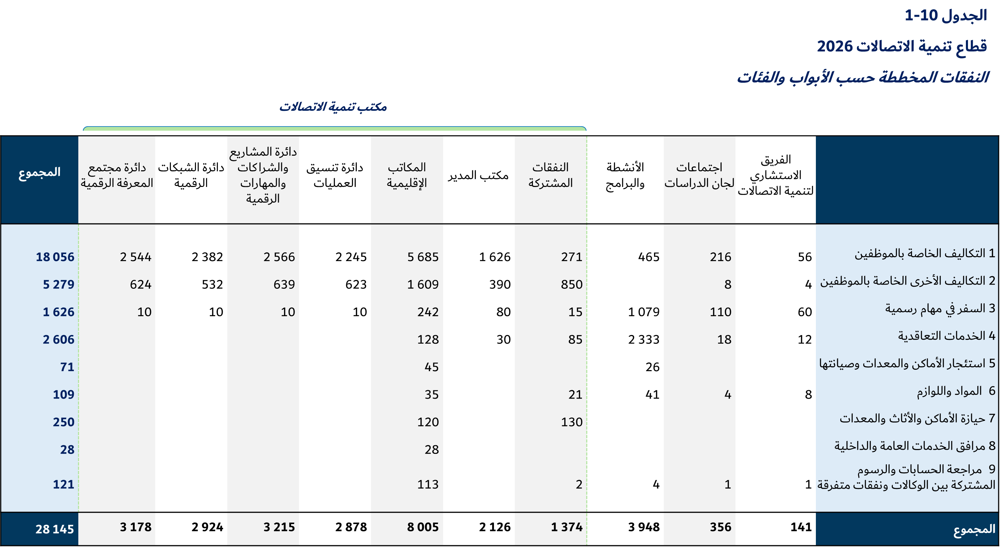 الجدول 10-1
قطاع تنمية الاتصالات 2026
النفقات المخططة حسب الأبواب والفئات
مكتب تنمية الاتصالات
الفريق
الاستشاري
لتنمية الاتصالات
اجتماعات
لجان الدراسات
الأنشطة
والبرامج
النفقات
المشتركة
مكتب المدير
المكاتب
الإقليمية
دائرة تنسيق
العمليات
دائرة المشاريع
والشراكات
والمهارات
الرقمية
دائرة الشبكات
الرقمية
دائرة مجتمع
المعرفة الرقمية
المجموع
1 التكاليف الخاصة بالموظفين 56 216 465 271 1 626 5 685 2 245 2 566 2 382 2 544 18 056
2 التكاليف الأخرى الخاصة بالموظفين 4 8 850 390 1 609 623 639 532 624 5 279
3 السفر في مهام رسمية 60 110 1 079 15 80 242 10 10 10 10 1 626
4 الخدمات التعاقدية 12 18 2 333 85 30 128 2 606
5 استئجار الأماكن والمعدات وصيانتها 26 45 71
6 المواد واللوازم 8 4 41 21 35 109
7 حيازة الأماكن والأثاث والمعدات 130 120 250
8 مرافق الخدمات العامة والداخلية 28 28
9 مراجعة الحسابات والرسوم
المشتركة بين الوكالات ونفقات متفرقة 1 1 4 2 113 121
المجموع 141 356 3 948 1 374 2 126 8 005 2 878 3 215 2 924 3 178 28 145